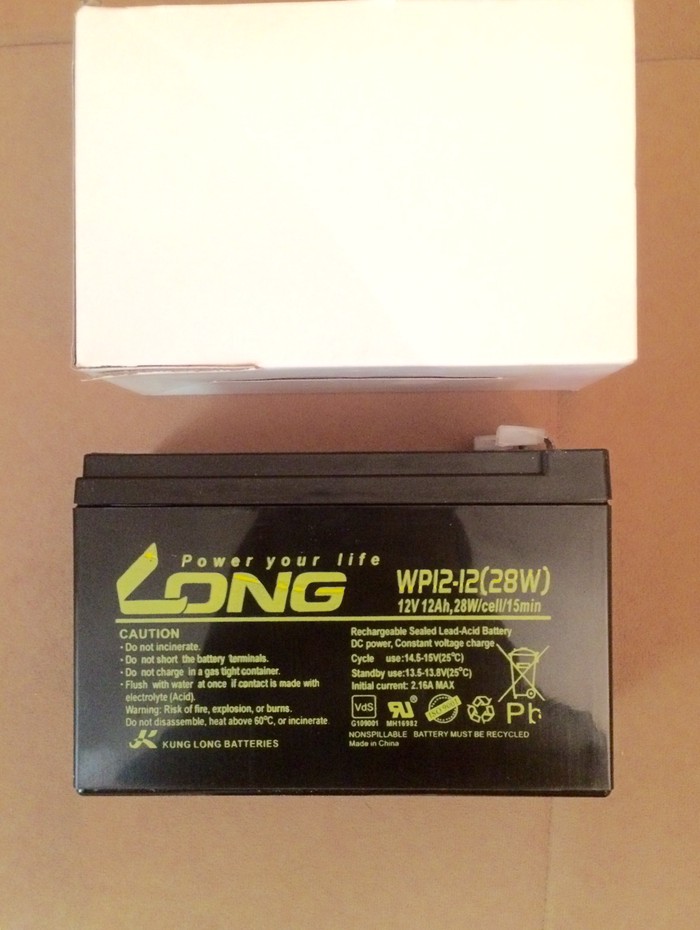 Power your life
LONG
WP12-12(28W)
12V 12Ah,28W/cell/15min
CAUTION
· Do not incinerate.
· Do not short the battery terminals.
· Do not charge in a gas tight container.
· Flush with water at once if contact is made with
electrolyte (Acid).
Warning: Risk of fire, explosion, or burns.
Do not disassemble, heat above 60°C, or incinerate.
KUNG LONG BATTERIES
Rechargeable Sealed Lead-Acid Battery
DC power, Constant voltage charge
Cycle use:14.5-15V(25°C)
Standby use:13.5-13.8V(25°C)
Initial current: 2.16A MAX
VdS
G109001
MH16982
Pb
NONSPILLABLE BATTERY MUST BE RECYCLED
Made in China